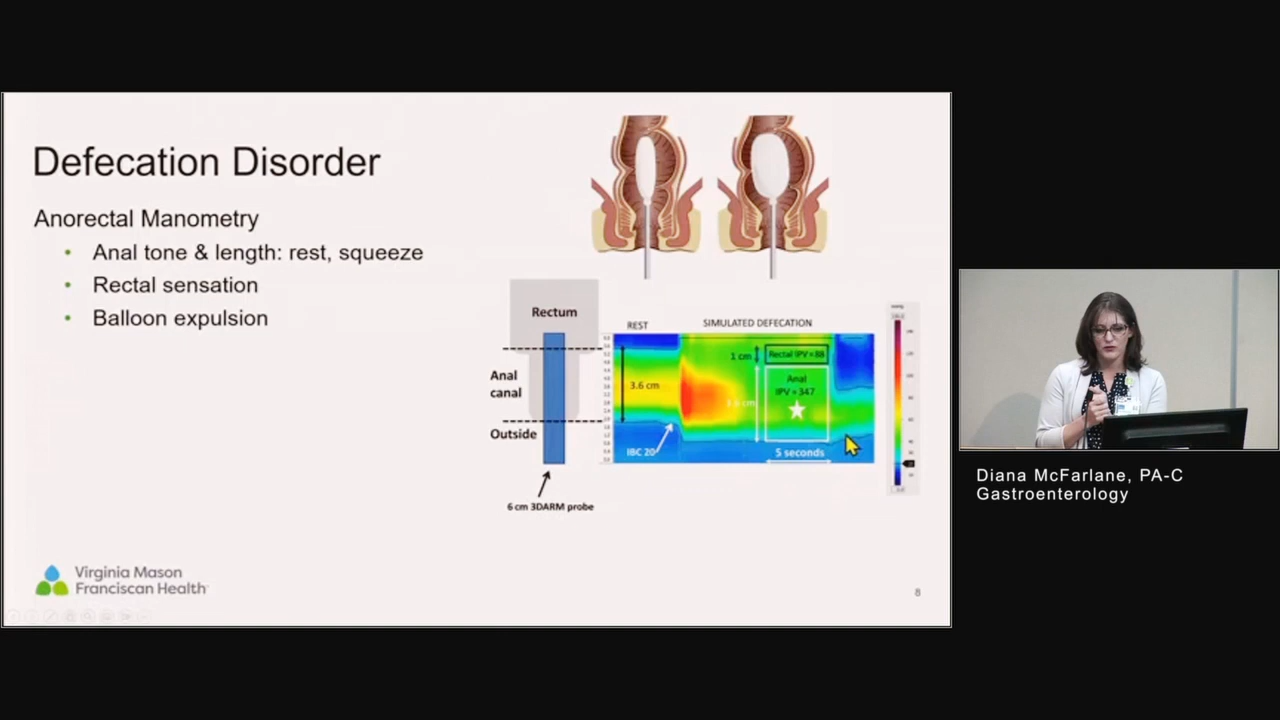 Defecation Disorder
Anorectal Manometry
• Anal tone & length: rest, squeeze
• Rectal sensation
• Balloon expulsion
Rectum
Anal
canal
Outside
6 cm 3DARM probe
REST
SIMULATED DEFECATION
3.6 cm
IBC 20
1 cm
Rectal IPV=88
Anal
IPV = 347
5 seconds
Virginia Mason
Franciscan Health
8
Diana McFarlane, PA-C
Gastroenterology